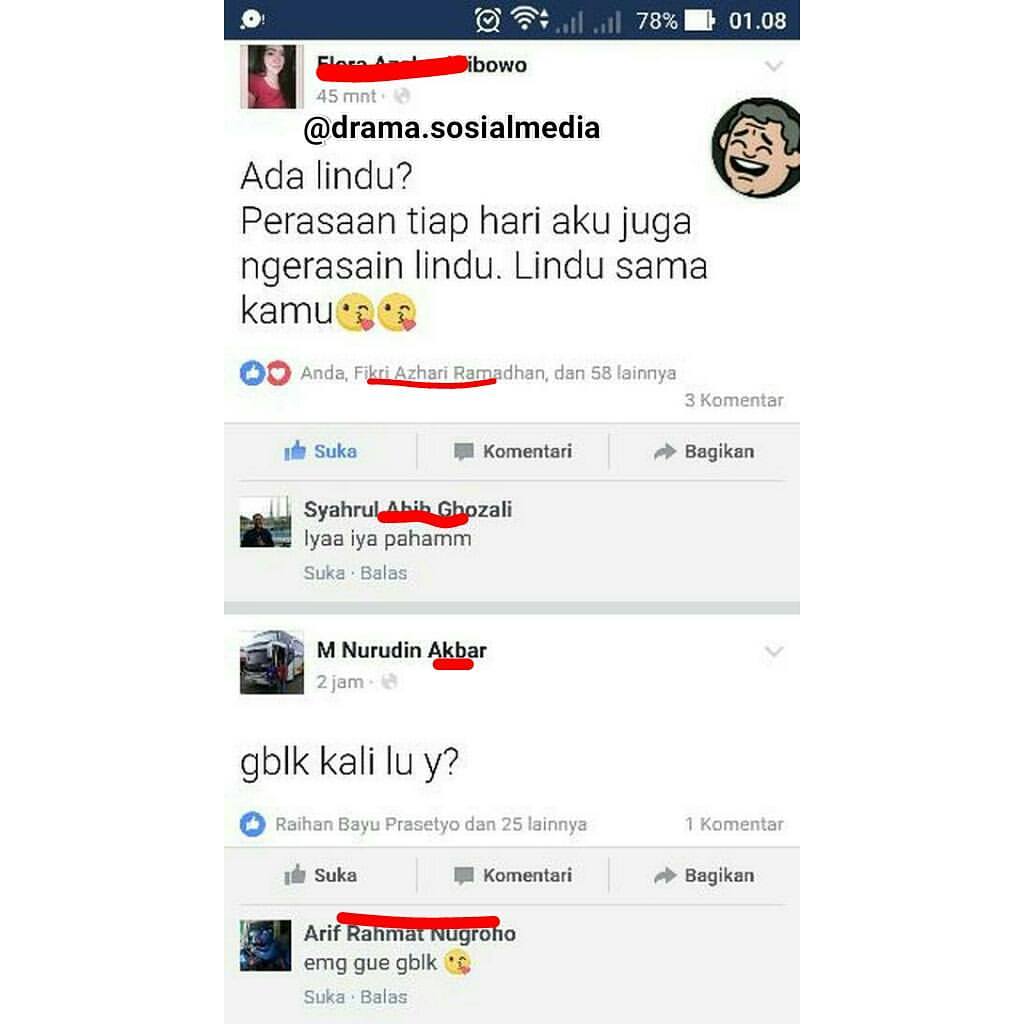 78% 01.08
ibowo
45 mnt
@drama.sosialmedia
Ada lindu?
Perasaan tiap hari aku juga
ngerasain lindu. Lindu sama
kamu😘😘
Anda, Fikri Azhari Ramadhan, dan 58 lainnya
3 Komentar
Suka Komentari Bagikan
Syahrul Abib Ghozali
Iyaa iya pahamm
Suka · Balas
M Nurudin Akbar
2 jam
gblk kali lu y?
Raihan Bayu Prasetyo dan 25 lainnya 1 Komentar
Suka Komentari Bagikan
Arif Rahmat Nugroho
emg gue gblk 😘
Suka · Balas